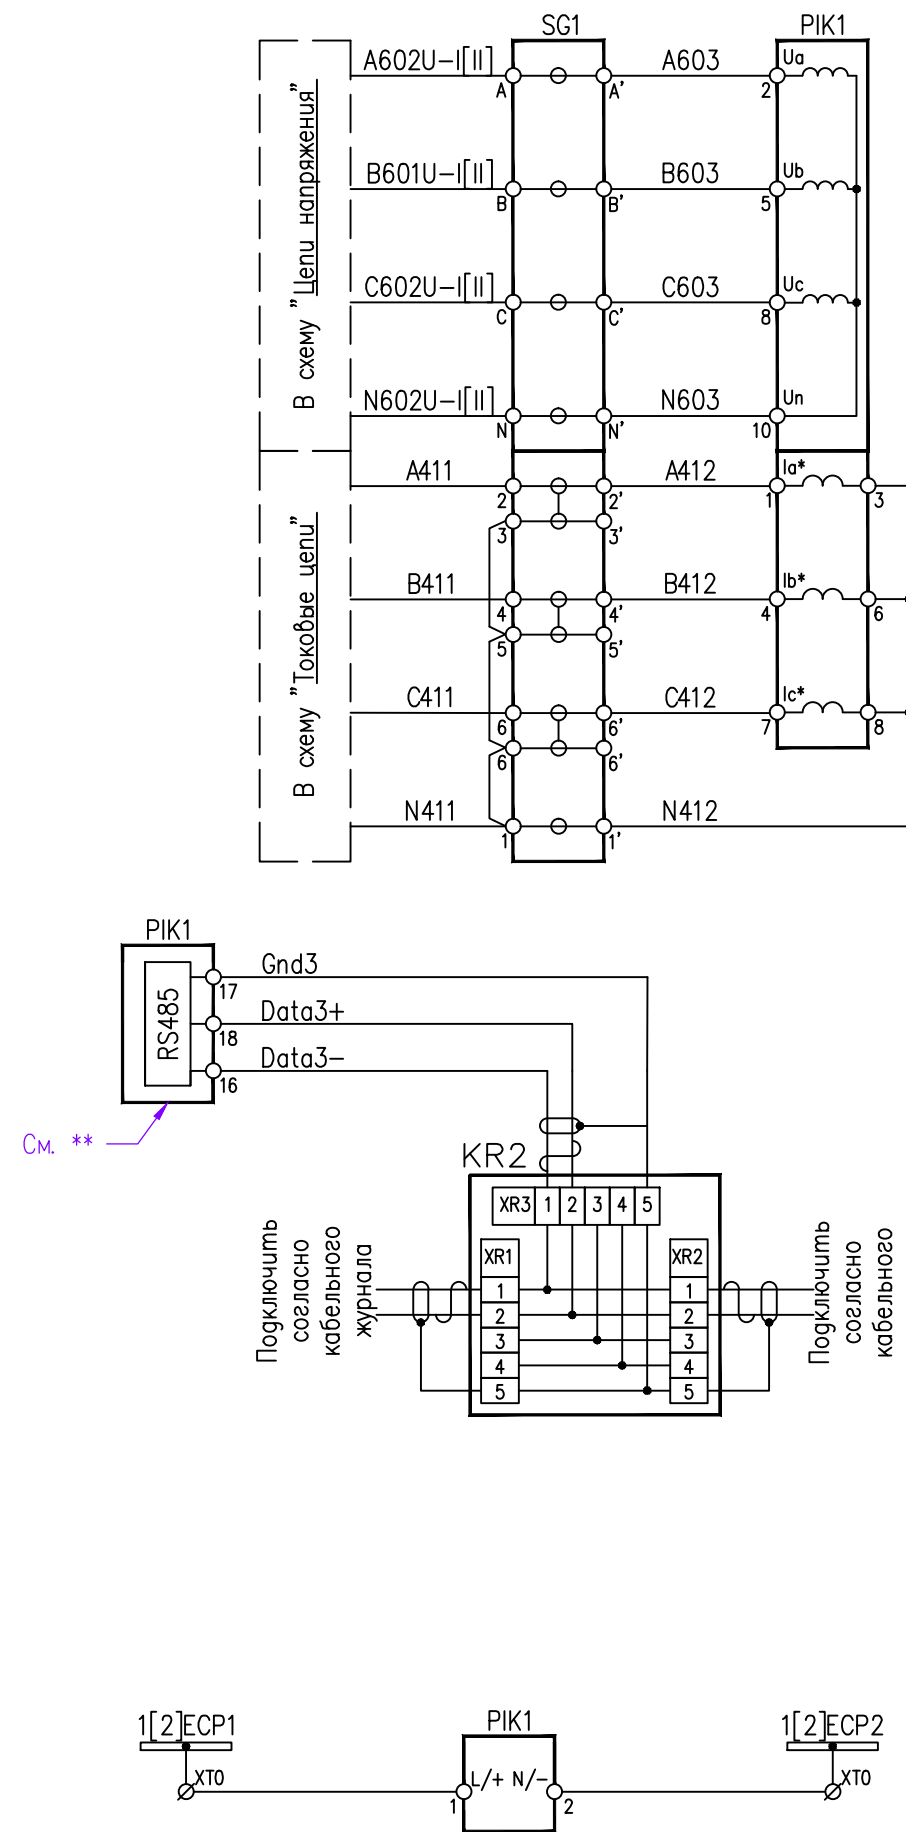 SG1
PIK1
A602U-I[II]
A
A'
A603
Ua
2
B601U-I[II]
B
B'
B603
Ub
5
C602U-I[II]
C
C'
C603
Uc
8
N602U-I[II]
N
N'
N603
Un
10
В схему "Цепи напряжения"
A411
2
2'
A412
Ia*
1
3
3
3'
B411
4
4'
B412
Ib*
4
6
5
5'
C411
6
6'
C412
Ic*
7
8
6
6'
N411
1
1'
N412
В схему "Токовые цепи"
PIK1
RS485
Gnd3
17
Data3+
18
Data3-
16
См. **
KR2
XR3 1 2 3 4 5
XR1
1
2
3
4
5
XR2
1
2
3
4
5
Подключить
согласно
кабельного
журнала
Подключить
согласно
кабельного
1[2]ECP1
XT0
PIK1
L/+ N/-
1
2
1[2]ECP2
XT0